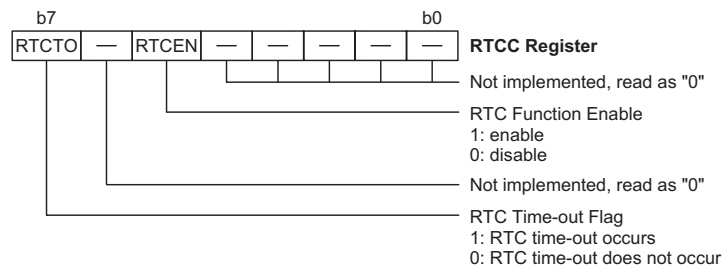 b7 b0
RTCTO — RTCEN — — — — — RTCC Register
Not implemented, read as "0"
RTC Function Enable
1: enable
0: disable
Not implemented, read as "0"
RTC Time-out Flag
1: RTC time-out occurs
0: RTC time-out does not occur